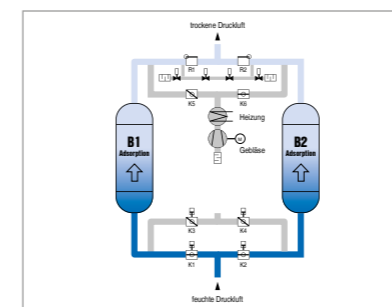 trockene Druckluft
R1 R2
K5 K6
Heizung
B1 B2
Adsorption Adsorption
M
Gebläse
K3 K4
K1 K2
feuchte Druckluft